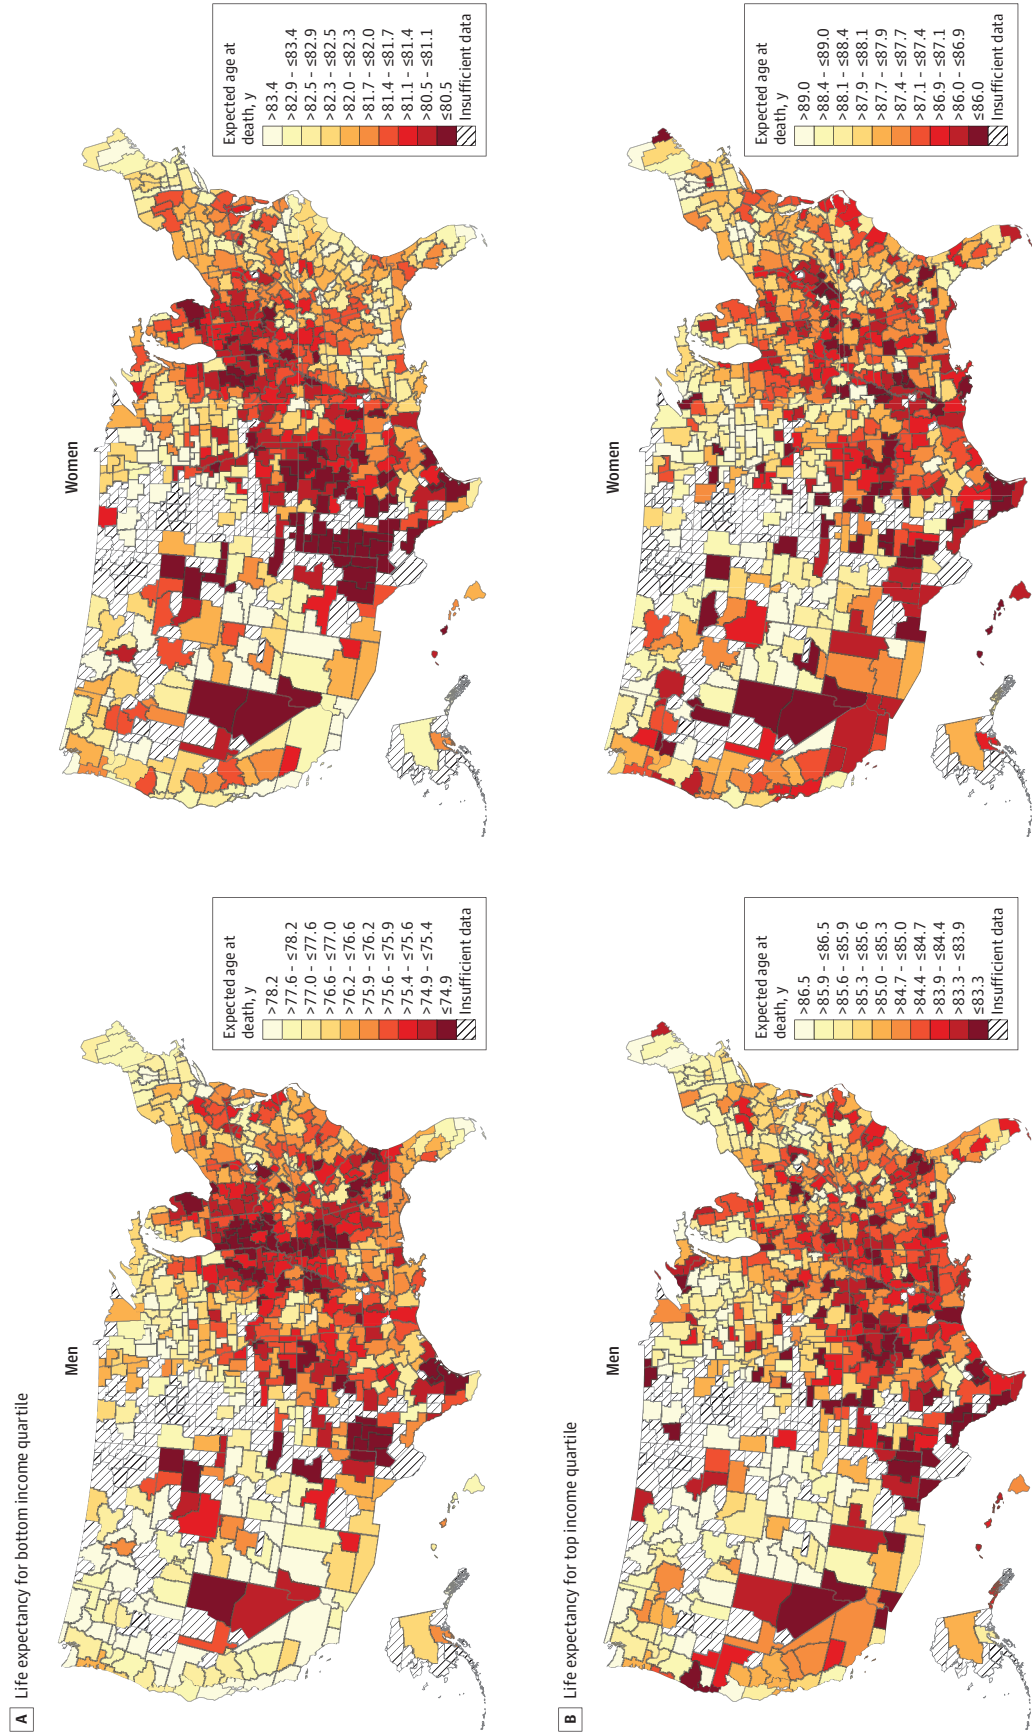 A Life expectancy for bottom income quartile
Men
Expected age at
death, y
>78.2
>77.6 – ≤78.2
>77.0 – ≤77.6
>76.6 – ≤77.0
>76.2 – ≤76.6
>75.9 – ≤76.2
>75.6 – ≤75.9
>75.4 – ≤75.6
>74.9 – ≤75.4
≤74.9
Insufficient data
Women
Expected age at
death, y
>83.4
>82.9 – ≤83.4
>82.5 – ≤82.9
>82.3 – ≤82.5
>82.0 – ≤82.3
>81.7 – ≤82.0
>81.4 – ≤81.7
>81.1 – ≤81.4
>80.5 – ≤81.1
≤80.5
Insufficient data
B Life expectancy for top income quartile
Men
Expected age at
death, y
>86.5
>85.9 – ≤86.5
>85.6 – ≤85.9
>85.3 – ≤85.6
>85.0 – ≤85.3
>84.7 – ≤85.0
>84.4 – ≤84.7
>83.9 – ≤84.4
>83.3 – ≤83.9
≤83.3
Insufficient data
Women
Expected age at
death, y
>89.0
>88.4 – ≤89.0
>88.1 – ≤88.4
>87.9 – ≤88.1
>87.7 – ≤87.9
>87.4 – ≤87.7
>87.1 – ≤87.4
>86.9 – ≤87.1
>86.0 – ≤86.9
≤86.0
Insufficient data